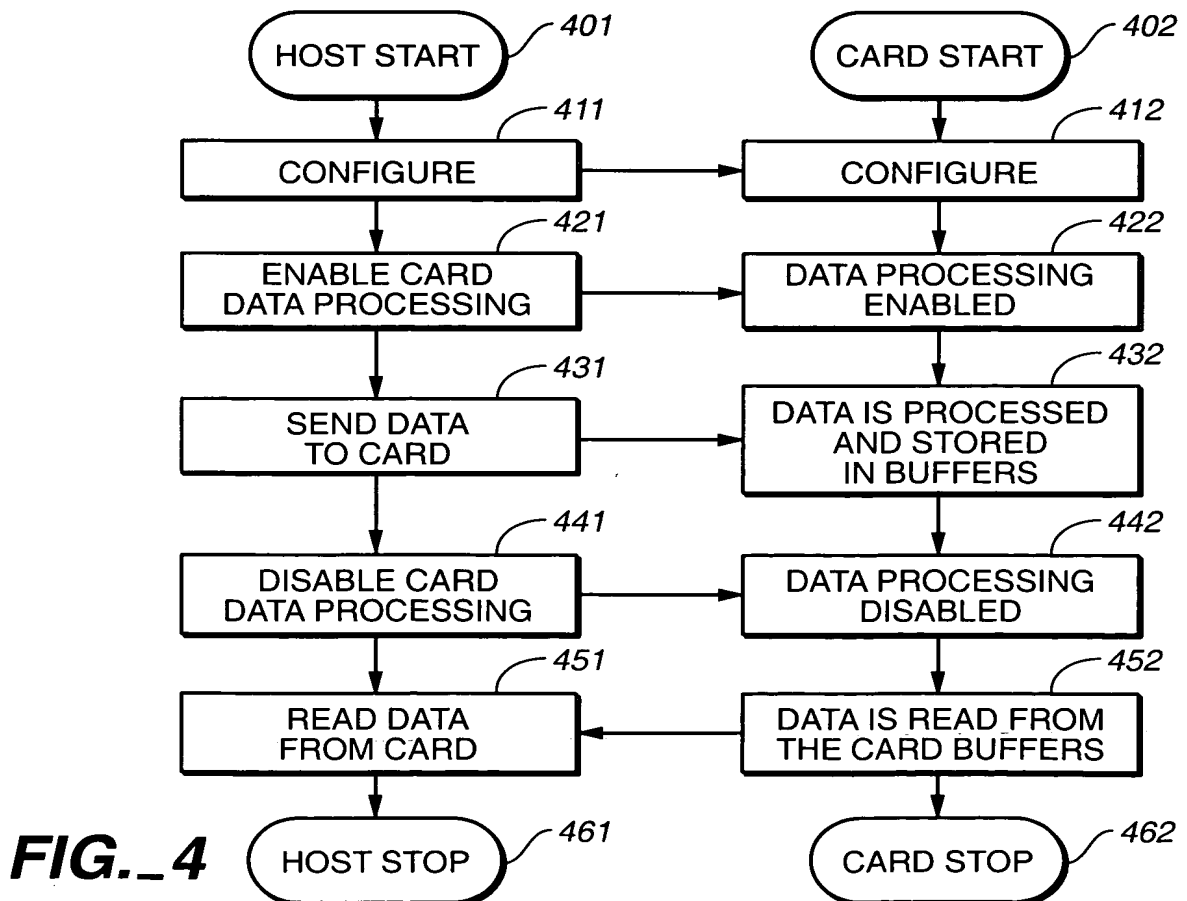 HOST START
401
CARD START
402
411
412
CONFIGURE
CONFIGURE
421
422
ENABLE CARD
DATA PROCESSING
DATA PROCESSING
ENABLED
431
432
SEND DATA
TO CARD
DATA IS PROCESSED
AND STORED
IN BUFFERS
441
442
DISABLE CARD
DATA PROCESSING
DATA PROCESSING
DISABLED
451
452
READ DATA
FROM CARD
DATA IS READ FROM
THE CARD BUFFERS
HOST STOP
461
CARD STOP
462
FIG._4